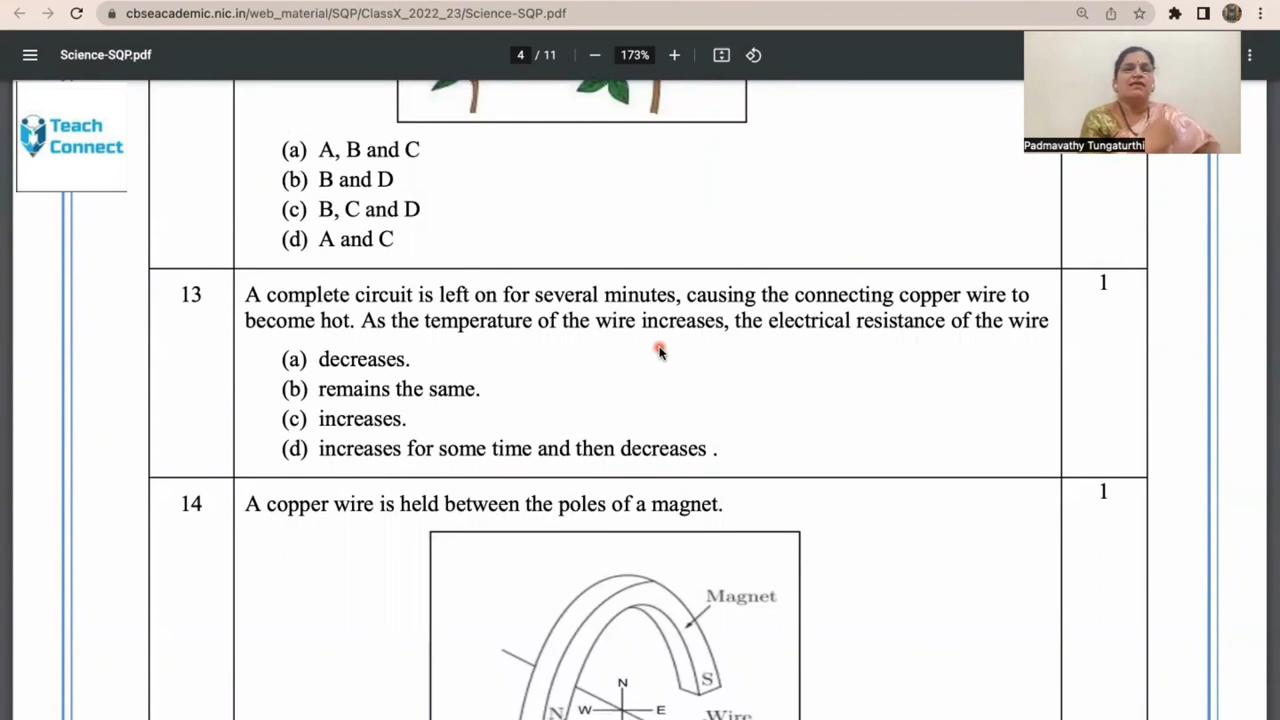 cbseacademic.nic.in/web_material/SQP/ClassX_2022_23/Science-SQP.pdf
Science-SQP.pdf
4 / 11
173%
Teach
Connect
Padmavathy Tungaturthi
(a) A, B and C
(b) B and D
(c) B, C and D
(d) A and C
13
A complete circuit is left on for several minutes, causing the connecting copper wire to
become hot. As the temperature of the wire increases, the electrical resistance of the wire
1
(a) decreases.
(b) remains the same.
(c) increases.
(d) increases for some time and then decreases .
14
A copper wire is held between the poles of a magnet.
1
Magnet
S
N
W
E
N
Wire